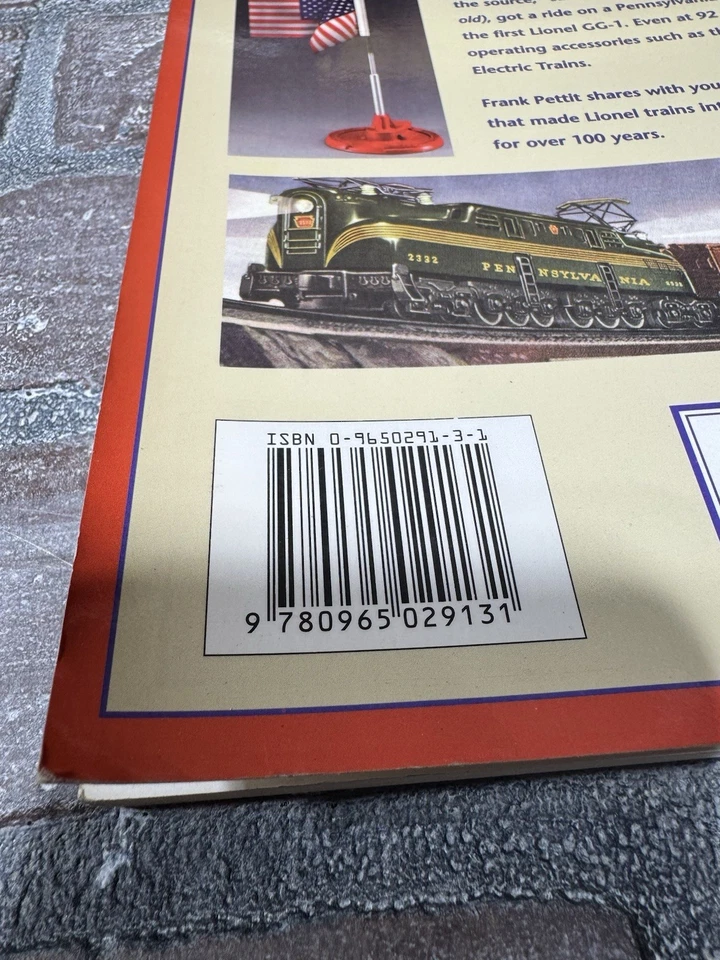 the source,
old), got a ride on a Pennsylvania
the first Lionel GG-1. Even at 92
operating accessories such as
Electric Trains.
Frank Pettit shares with you
that made Lionel trains
for over 100 years.
2332
PENNSYLVANIA
ISBN 0-9650291-3-1
9 780965 029131